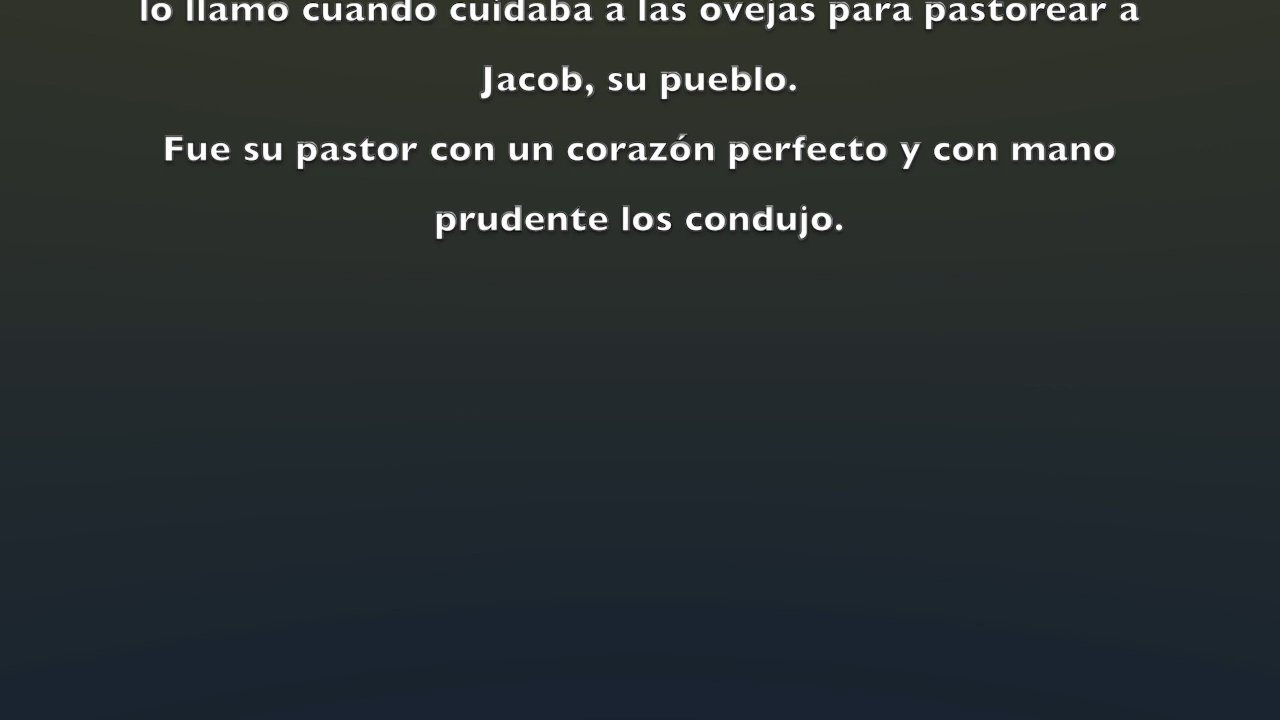 lo llamó cuando cuidaba a las ovejas para pastorear a
Jacob, su pueblo.
Fue su pastor con un corazón perfecto y con mano
prudente los condujo.